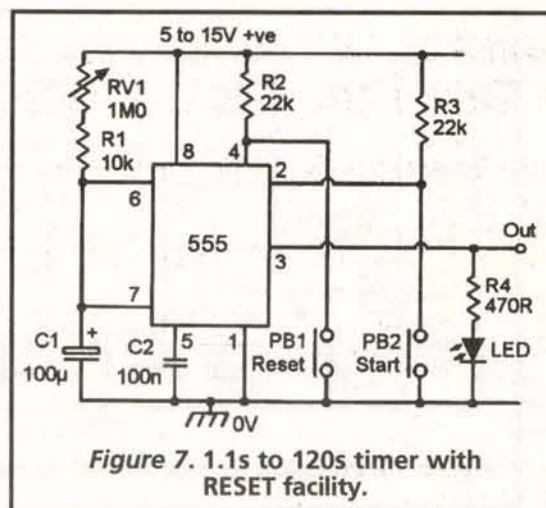 5 to 15V +ve
RV1
1M0
R1
10k
R2
22k
R3
22k
8
4
2
6
555
3
Out
7
R4
470R
C1
+
100µ
C2
100n
5
1
PB1
Reset
PB2
Start
LED
0V
Figure 7. 1.1s to 120s timer with
RESET facility.